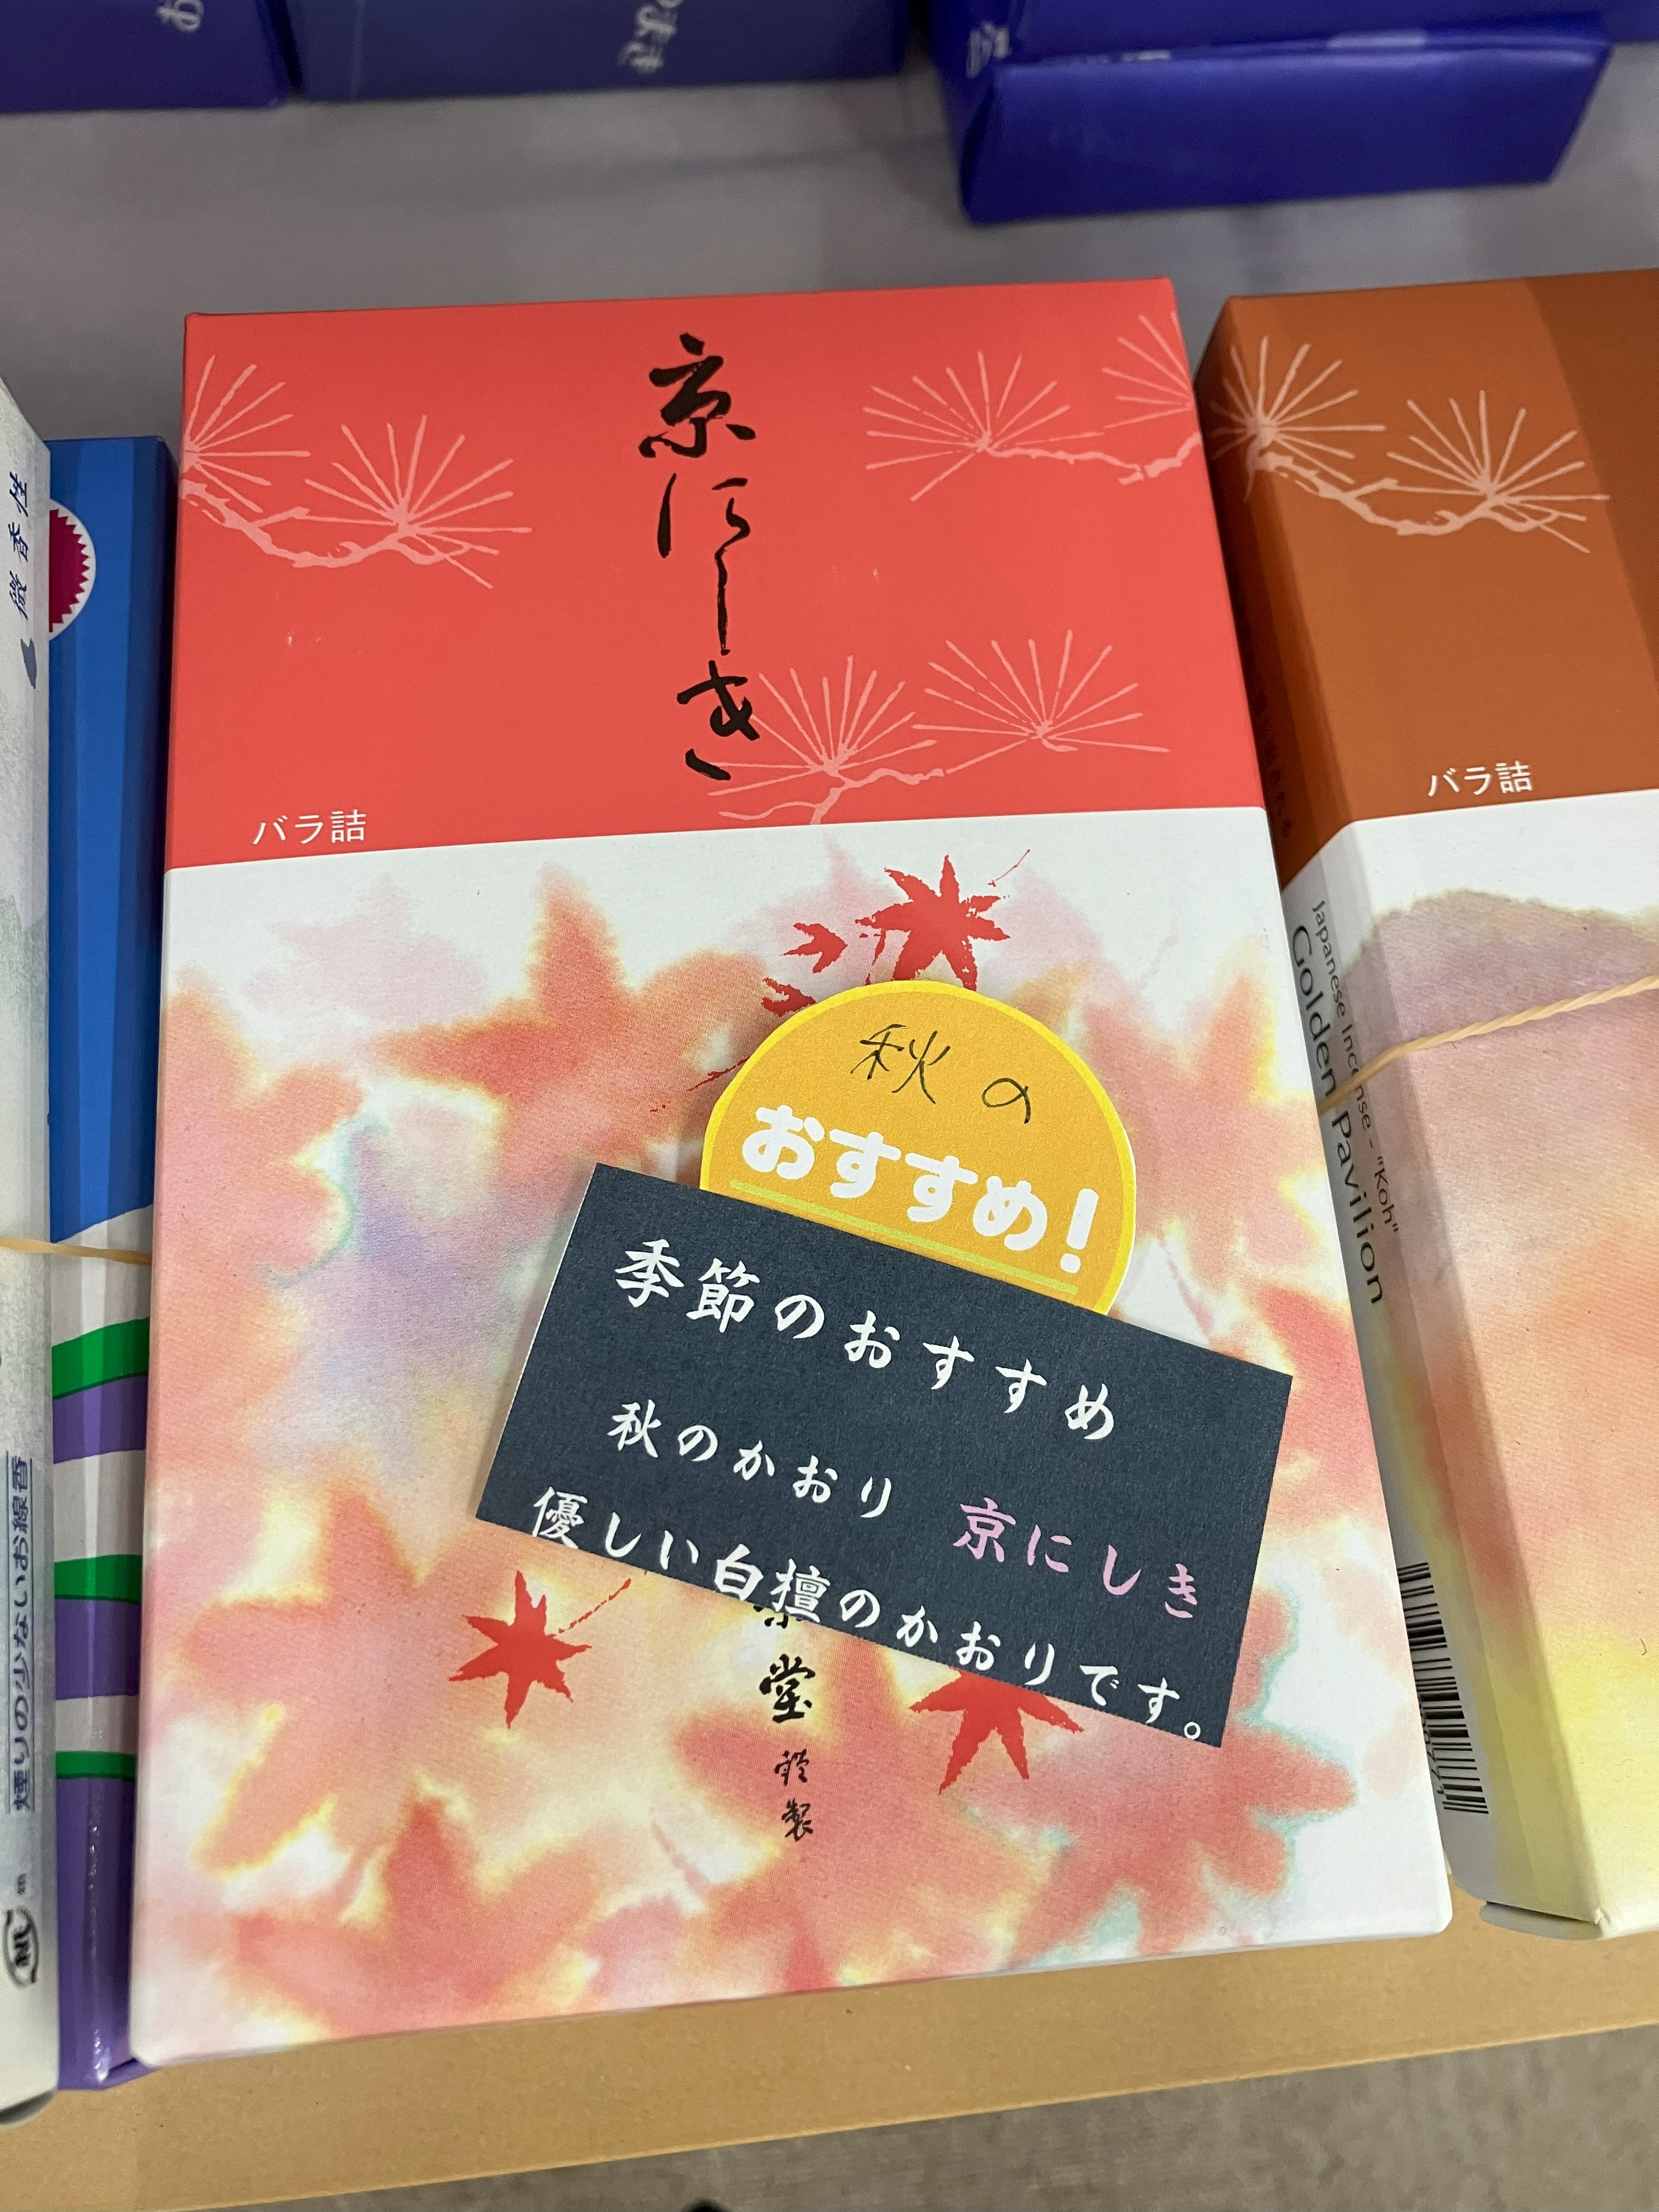 京にしき
バラ詰
秋の
おすすめ!
季節のおすすめ
秋のかおり 京にしき
優しい白檀のかおりです。
堂
謹製
バラ詰
Japanese Incense - "Koh"
Golden Pavilion
微香性
煙りの少ないお線香